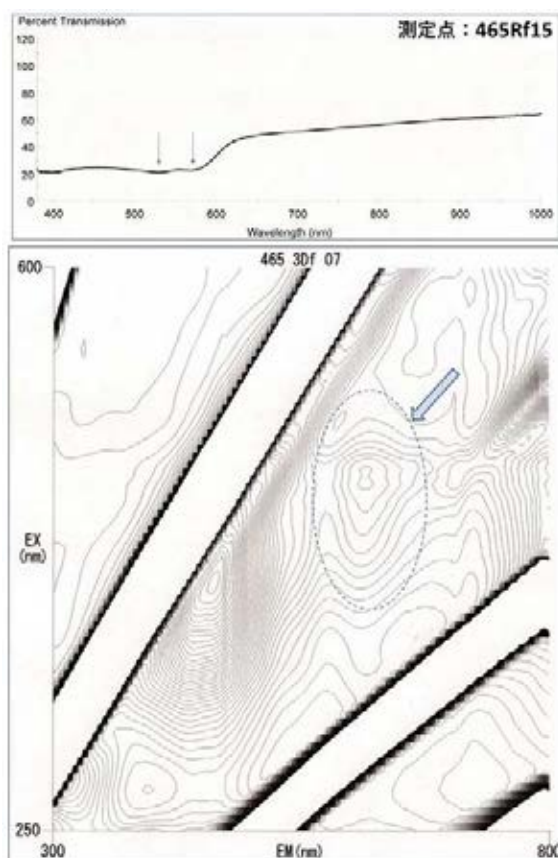 Percent Transmission
測定点：465Rf15
120
100
80
60
40
20
0
400 500 600 700 800 900 1000
Wavelength (nm)
465 3Df 07
600
EX
(nm)
250
300 EM(nm) 800